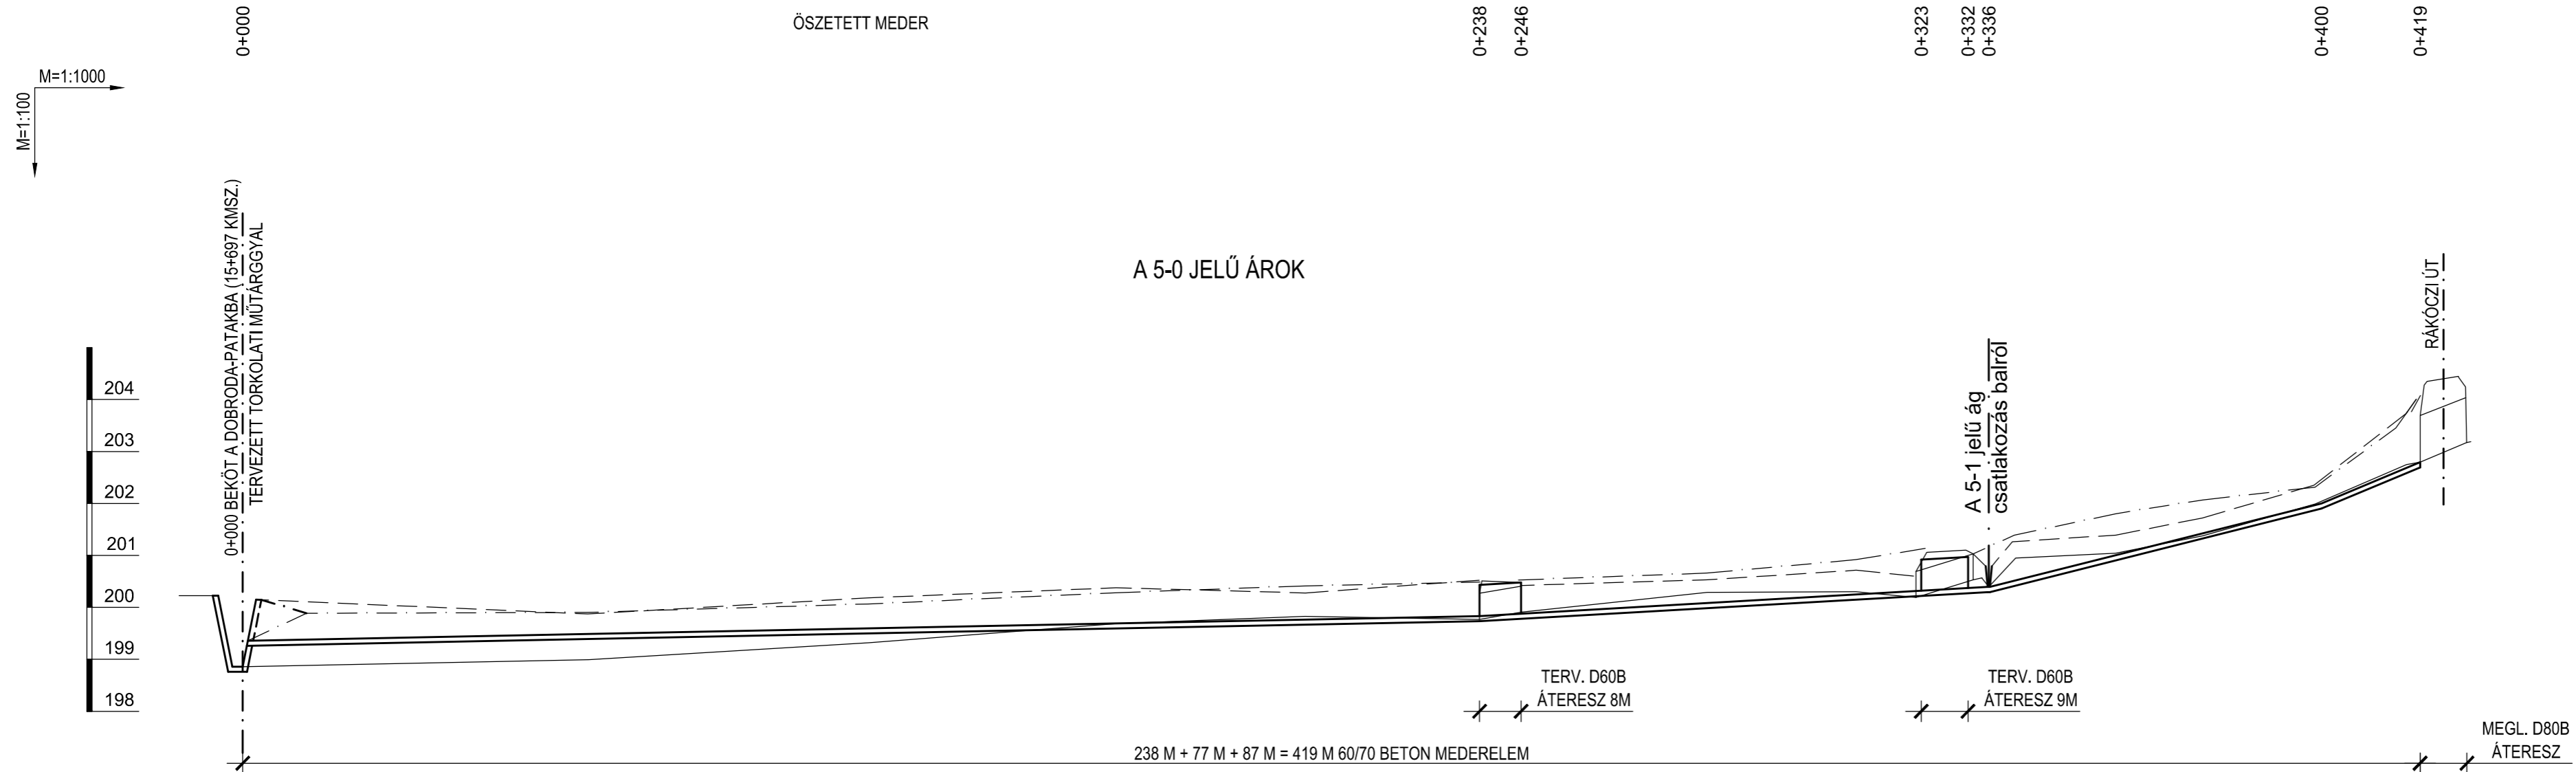 0+000
ÖSZETETT MEDER
0+238
0+246
0+323
0+332
0+336
0+400
0+419
M=1:1000
M=1:100
0+000 BEKÖT A DOBRODA-PATAKBA (15+697 KMSZ.)
TERVEZETT TORKOLATI MŰTÁRGGYAL
A 5-0 JELŰ ÁROK
A 5-1 jelű ág
csatlakozás balról
RÁKÓCZI ÚT
204
203
202
201
200
199
198
TERV. D60B
ÁTERESZ 8M
TERV. D60B
ÁTERESZ 9M
MEGL. D80B
ÁTERESZ
238 M + 77 M + 87 M = 419 M 60/70 BETON MEDERELEM